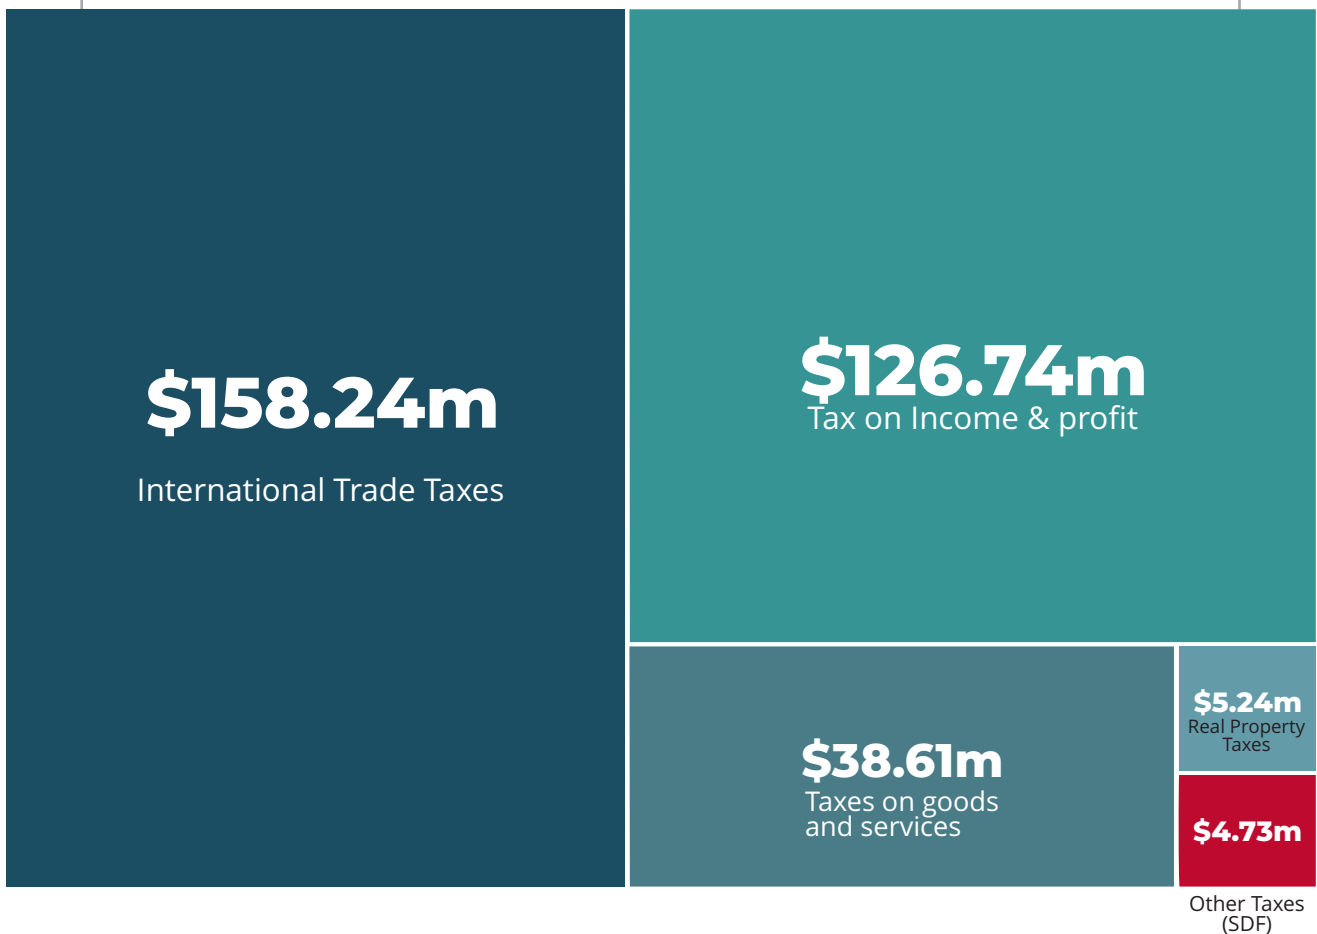 $158.24m
International Trade Taxes
$126.74m
Tax on Income & profit
$38.61m
Taxes on goods
and services
$5.24m
Real Property
Taxes
$4.73m
Other Taxes
(SDF)